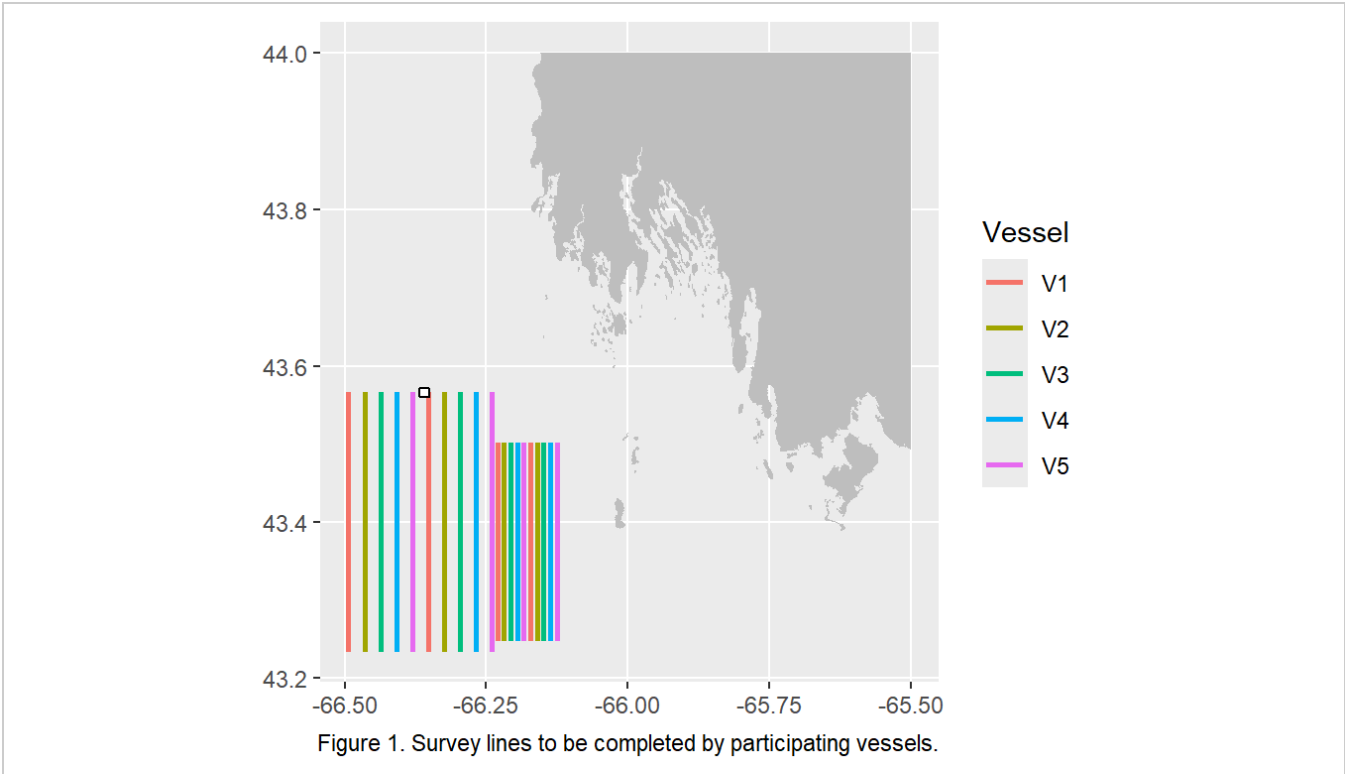 44.0
43.8
43.6
43.4
43.2
-66.50 -66.25 -66.00 -65.75 -65.50
Vessel
V1
V2
V3
V4
V5
Figure 1. Survey lines to be completed by participating vessels.